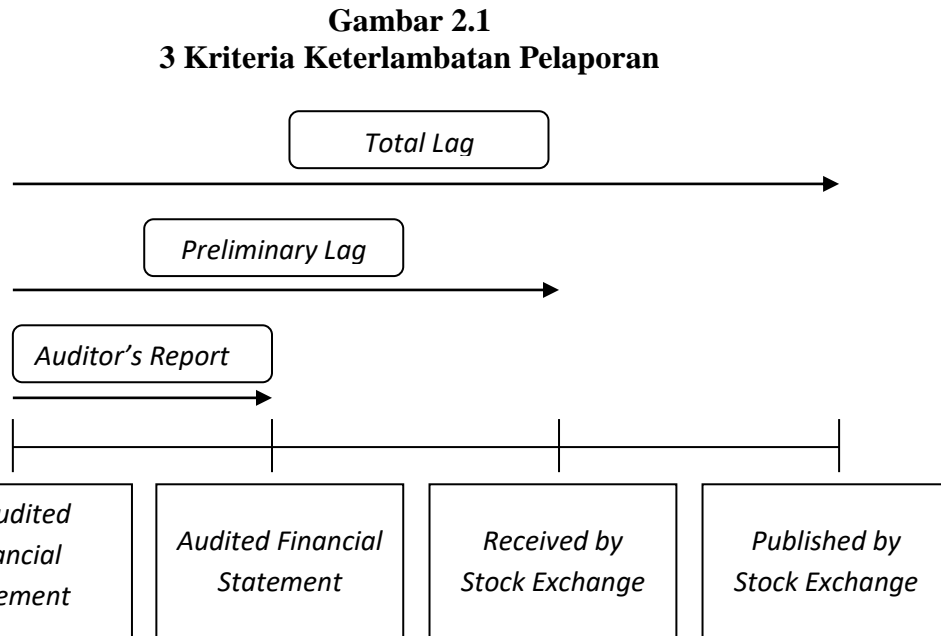 Gambar 2.1
3 Kriteria Keterlambatan Pelaporan
Total Lag
Preliminary Lag
Auditor’s Report
Audited Financial
Statement
Received by
Stock Exchange
Published by
Stock Exchange